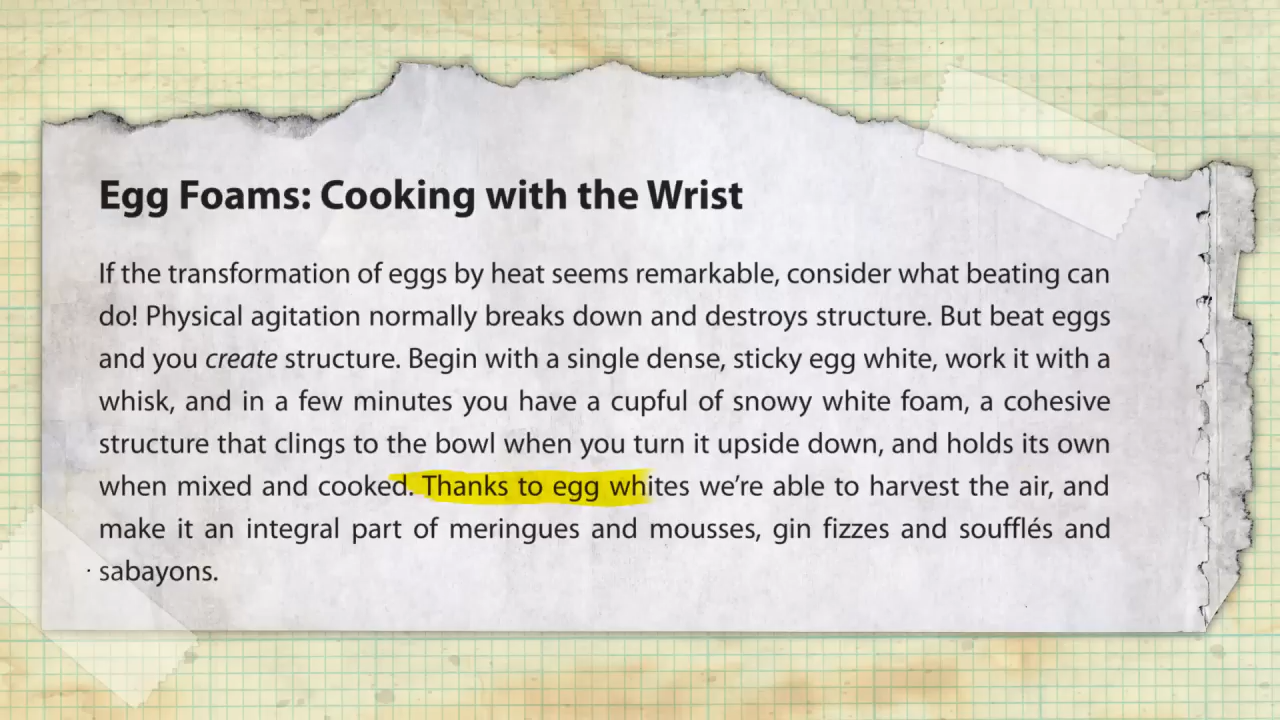 Egg Foams: Cooking with the Wrist
If the transformation of eggs by heat seems remarkable, consider what beating can
do! Physical agitation normally breaks down and destroys structure. But beat eggs
and you create structure. Begin with a single dense, sticky egg white, work it with a
whisk, and in a few minutes you have a cupful of snowy white foam, a cohesive
structure that clings to the bowl when you turn it upside down, and holds its own
when mixed and cooked. Thanks to egg whites we’re able to harvest the air, and
make it an integral part of meringues and mousses, gin fizzes and soufflés and
sabayons.